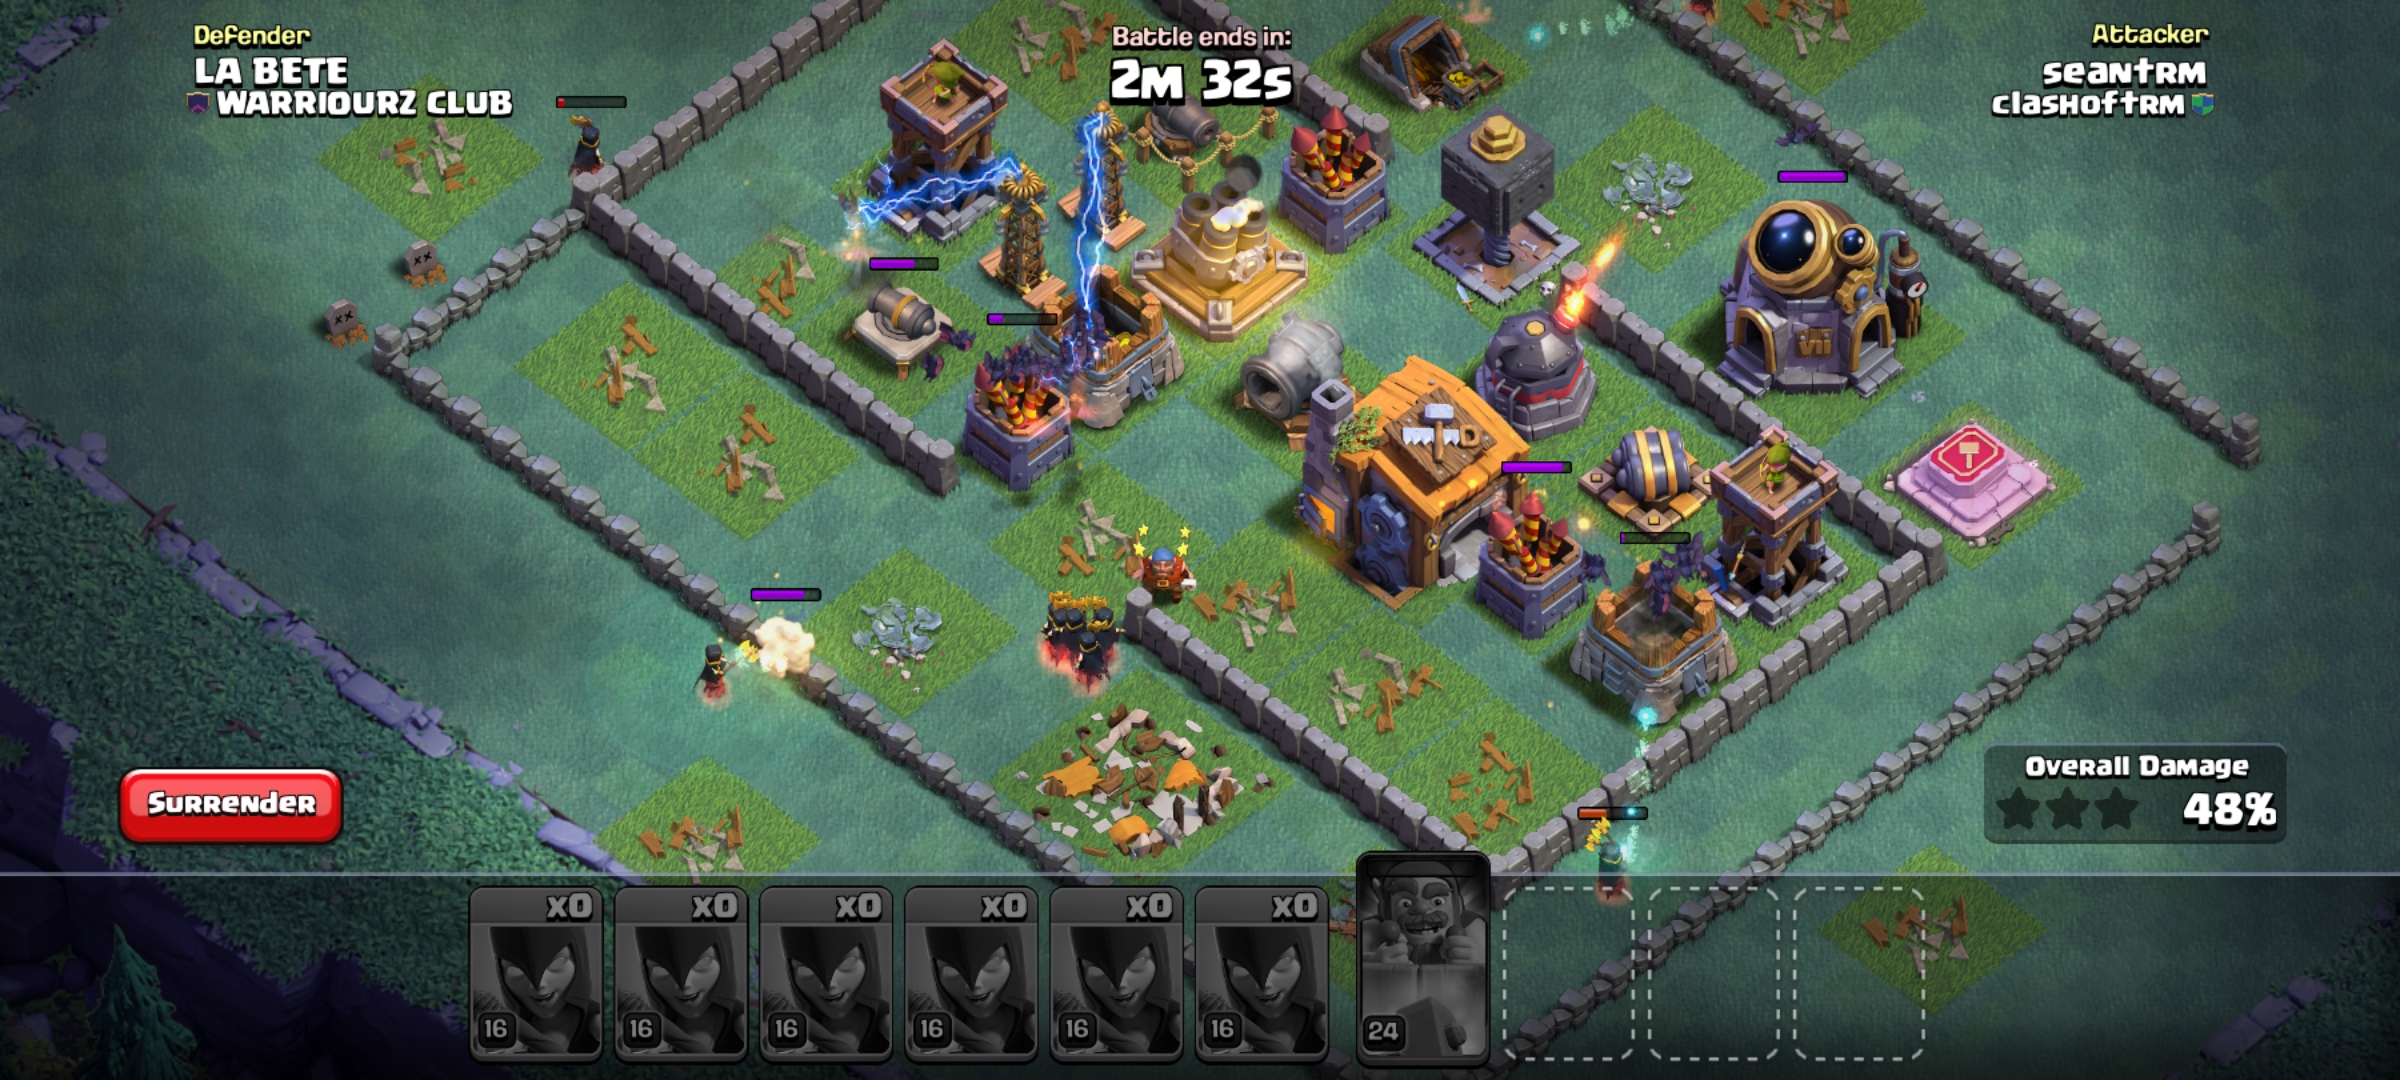 Defender
LA BETE
WARRIOURZ CLUB
Battle ends in:
2M 32s
Attacker
seantRM
clashoftRM
VII
Surrender
Overall Damage
48%
x0
x0
x0
x0
x0
x0
16
16
16
16
16
16
24